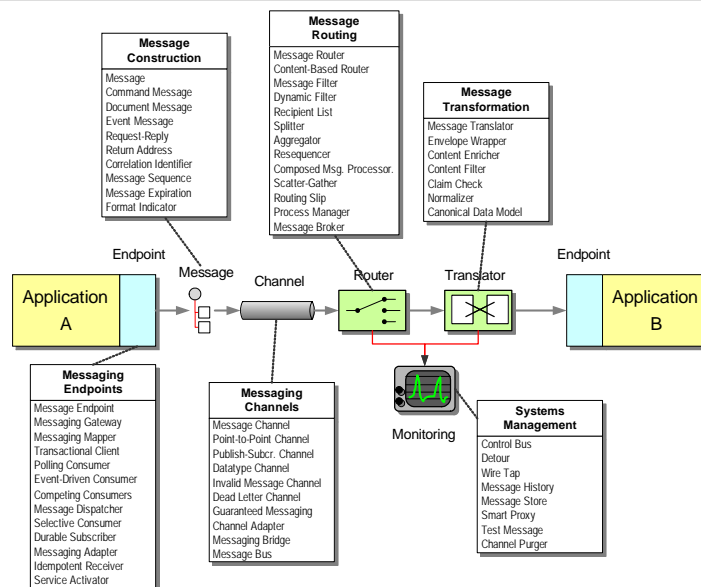 Message
Construction
Message
Command Message
Document Message
Event Message
Request-Reply
Return Address
Correlation Identifier
Message Sequence
Message Expiration
Format Indicator
Message
Routing
Message Router
Content-Based Router
Message Filter
Dynamic Filter
Recipient List
Splitter
Aggregator
Resequencer
Composed Msg. Processor.
Scatter-Gather
Routing Slip
Process Manager
Message Broker
Message
Transformation
Message Translator
Envelope Wrapper
Content Enricher
Content Filter
Claim Check
Normalizer
Canonical Data Model
Endpoint
Message
Channel
Router
Translator
Endpoint
Application
A
Application
B
Messaging
Endpoints
Message Endpoint
Messaging Gateway
Messaging Mapper
Transactional Client
Polling Consumer
Event-Driven Consumer
Competing Consumers
Message Dispatcher
Selective Consumer
Durable Subscriber
Messaging Adapter
Idempotent Receiver
Service Activator
Messaging
Channels
Message Channel
Point-to-Point Channel
Publish-Subcr. Channel
Datatype Channel
Invalid Message Channel
Dead Letter Channel
Guaranteed Messaging
Channel Adapter
Messaging Bridge
Message Bus
Monitoring
Systems
Management
Control Bus
Detour
Wire Tap
Message History
Message Store
Smart Proxy
Test Message
Channel Purger